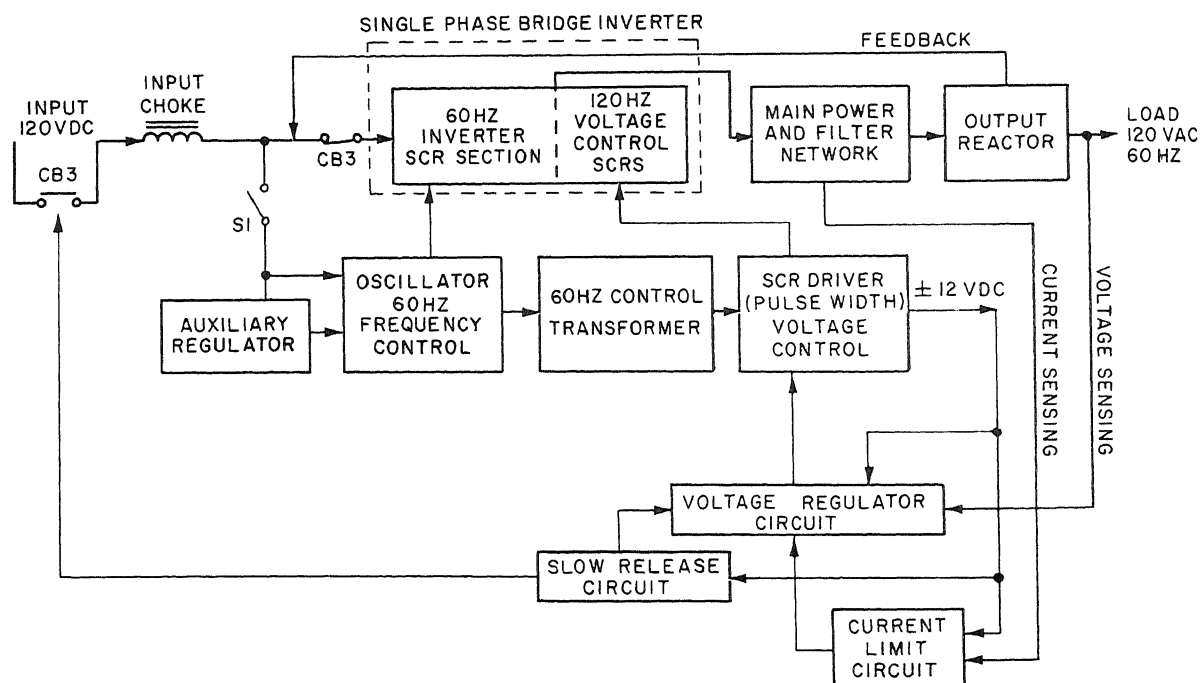 SINGLE PHASE BRIDGE INVERTER
FEEDBACK
INPUT
CHOKE
INPUT
120VDC
CB3
CB3
S1
60HZ
INVERTER
SCR SECTION
120HZ
VOLTAGE
CONTROL
SCRS
MAIN POWER
AND FILTER
NETWORK
OUTPUT
REACTOR
LOAD
120 VAC
60 HZ
AUXILIARY
REGULATOR
OSCILLATOR
60HZ
FREQUENCY
CONTROL
60HZ CONTROL
TRANSFORMER
SCR DRIVER
(PULSE WIDTH)
VOLTAGE
CONTROL
± 12 VDC
CURRENT SENSING
VOLTAGE SENSING
VOLTAGE REGULATOR
CIRCUIT
SLOW RELEASE
CIRCUIT
CURRENT
LIMIT
CIRCUIT